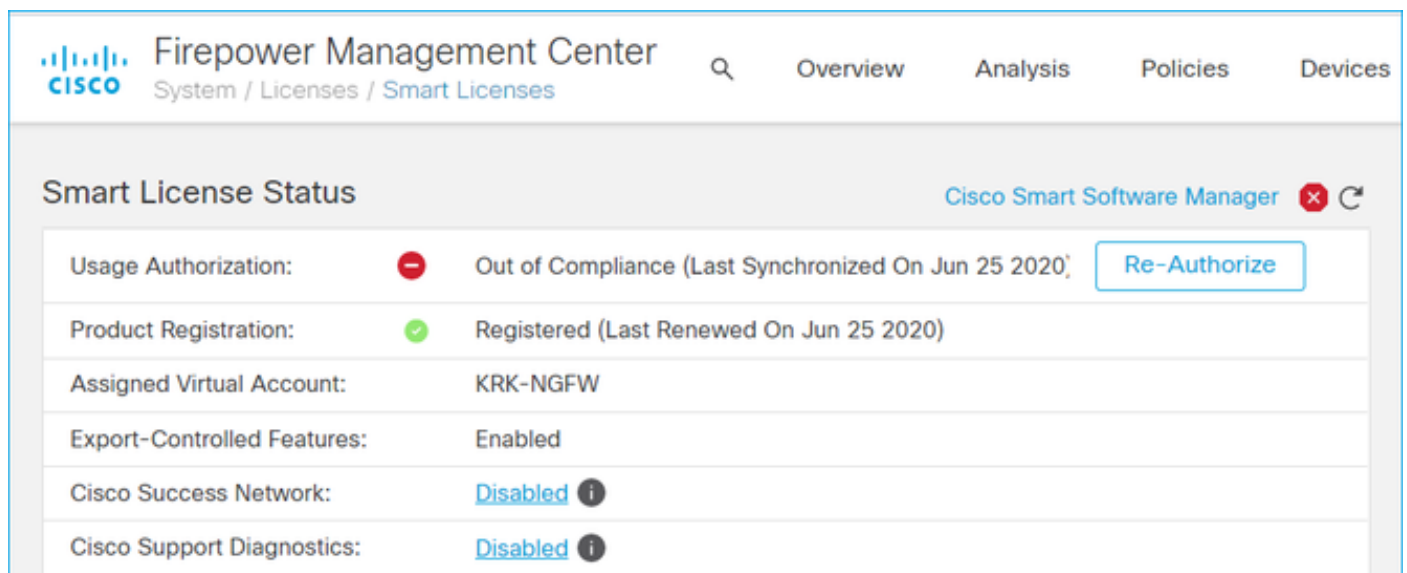 Firepower Management Center
CISCO
System / Licenses / Smart Licenses
Overview
Analysis
Policies
Devices
Smart License Status
Cisco Smart Software Manager
Usage Authorization: Out of Compliance (Last Synchronized On Jun 25 2020) Re-Authorize
Product Registration: Registered (Last Renewed On Jun 25 2020)
Assigned Virtual Account: KRK-NGFW
Export-Controlled Features: Enabled
Cisco Success Network: Disabled
Cisco Support Diagnostics: Disabled